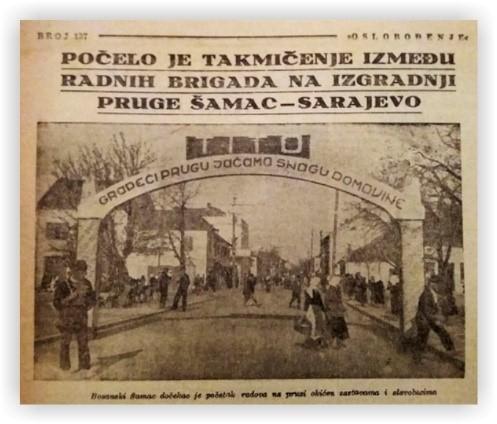 BROJ 137
»OSLOBOĐENJE«
POČELO JE TAKMIČENJE IZMEĐU
RADNIH BRIGADA NA IZGRADNJI
PRUGE ŠAMAC–SARAJEVO
TITO
GRADEĆI PRUGU JAČAMO SNAGU DOMOVINE
Bosanski Šamac dočekao je početak radova na pruzi okićen zastavama i slavolucima